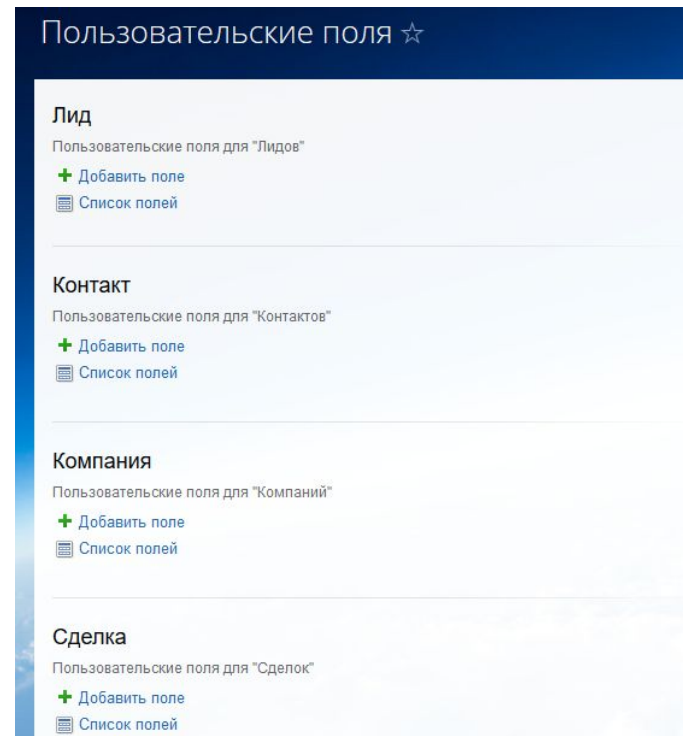 Пользовательские поля
Лид
Пользовательские поля для "Лидов"
Добавить поле
Список полей
Контакт
Пользовательские поля для "Контактов"
Добавить поле
Список полей
Компания
Пользовательские поля для "Компаний"
Добавить поле
Список полей
Сделка
Пользовательские поля для "Сделок"
Добавить поле
Список полей